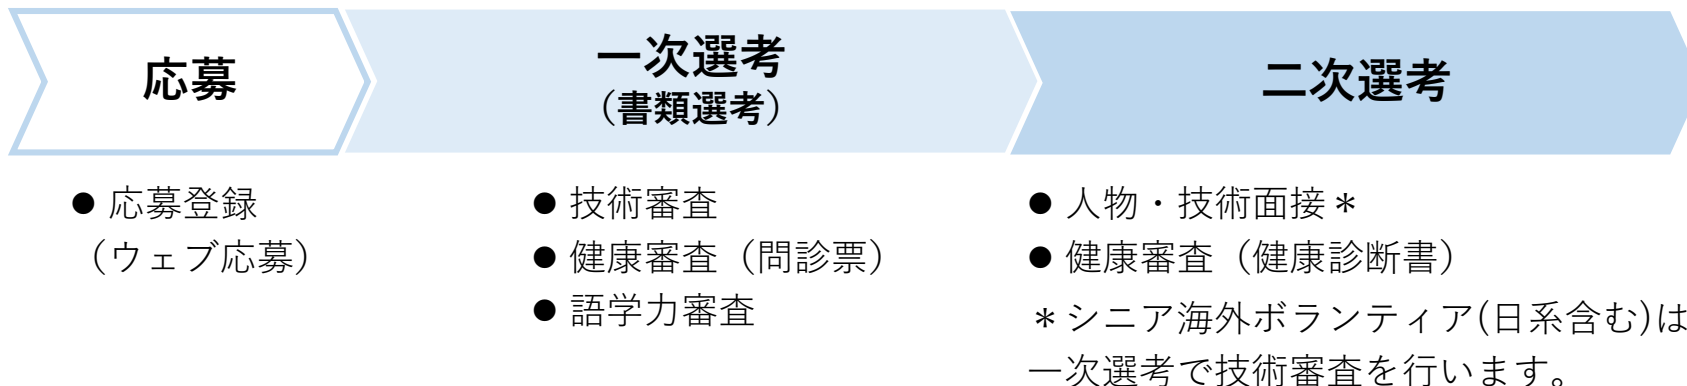 応募
一次選考
（書類選考）
二次選考
● 応募登録
（ウェブ応募）
● 技術審査
● 健康審査（問診票）
● 語学力審査
● 人物・技術面接＊
● 健康審査（健康診断書）
＊シニア海外ボランティア(日系含む)は
一次選考で技術審査を行います。